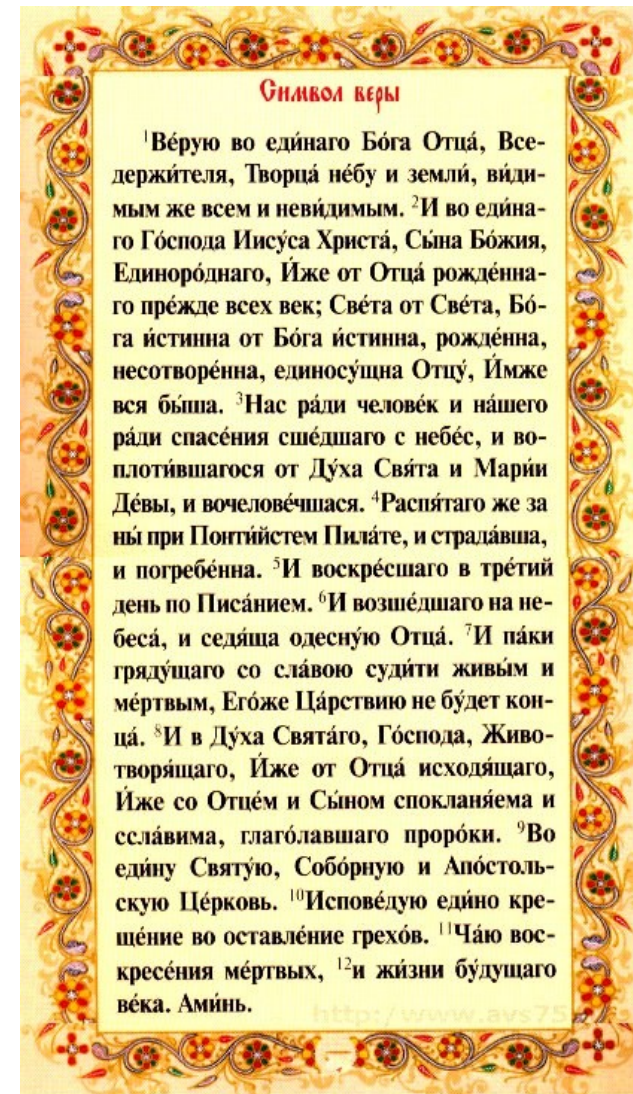 Символ веры
¹Ве́рую во еди́наго Бо́га Отца́, Все-
держи́теля, Творца́ не́бу и земли́, ви́ди-
мым же всем и неви́димым. ²И во еди́на-
го Го́спода Иису́са Христа́, Сы́на Бо́жия,
Единоро́днаго, И́же от Отца́ рожде́нна-
го пре́жде всех век; Све́та от Све́та, Бо́-
га и́стинна от Бо́га и́стинна, рожде́нна,
несотворе́нна, единосу́щна Отцу́, И́мже
вся бы́ша. ³Нас ра́ди челове́к и на́шего
ра́ди спасе́ния сше́дшаго с небе́с, и во-
плоти́вшагося от Ду́ха Свя́та и Мари́и
Де́вы, и вочелове́чшася. ⁴Распя́таго же за
ны́ при Понти́йстем Пила́те, и страда́вша,
и погребе́нна. ⁵И воскре́сшаго в тре́тий
день по Писа́нием. ⁶И возше́дшаго на не-
беса́, и седя́ща одесну́ю Отца́. ⁷И па́ки
гряду́щаго со сла́вою суди́ти живы́м и
ме́ртвым, Его́же Ца́рствию не бу́дет кон-
ца́. ⁸И в Ду́ха Свята́го, Го́спода, Живо-
творя́щаго, И́же от Отца́ исходя́щаго,
И́же со Отце́м и Сы́ном спокланя́ема и
ссла́вима, глаго́лавшаго проро́ки. ⁹Во
еди́ну Святу́ю, Собо́рную и Апо́столь-
скую Це́рковь. ¹⁰Испове́дую еди́но кре-
ще́ние во оставле́ние грехо́в. ¹¹Ча́ю вос-
кресе́ния ме́ртвых, ¹²и жи́зни бу́дущаго
ве́ка. Ами́нь.